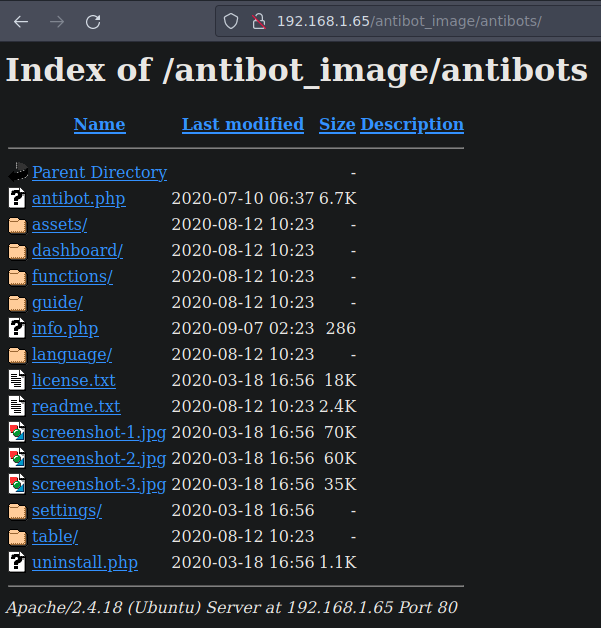 192.168.1.65/antibot_image/antibots/
Index of /antibot_image/antibots
Name Last modified Size Description
Parent Directory -
antibot.php 2020-07-10 06:37 6.7K
assets/ 2020-08-12 10:23 -
dashboard/ 2020-08-12 10:23 -
functions/ 2020-08-12 10:23 -
guide/ 2020-08-12 10:23 -
info.php 2020-09-07 02:23 286
language/ 2020-08-12 10:23 -
license.txt 2020-03-18 16:56 18K
readme.txt 2020-08-12 10:23 2.4K
screenshot-1.jpg 2020-03-18 16:56 70K
screenshot-2.jpg 2020-03-18 16:56 60K
screenshot-3.jpg 2020-03-18 16:56 35K
settings/ 2020-03-18 16:56 -
table/ 2020-08-12 10:23 -
uninstall.php 2020-03-18 16:56 1.1K
Apache/2.4.18 (Ubuntu) Server at 192.168.1.65 Port 80